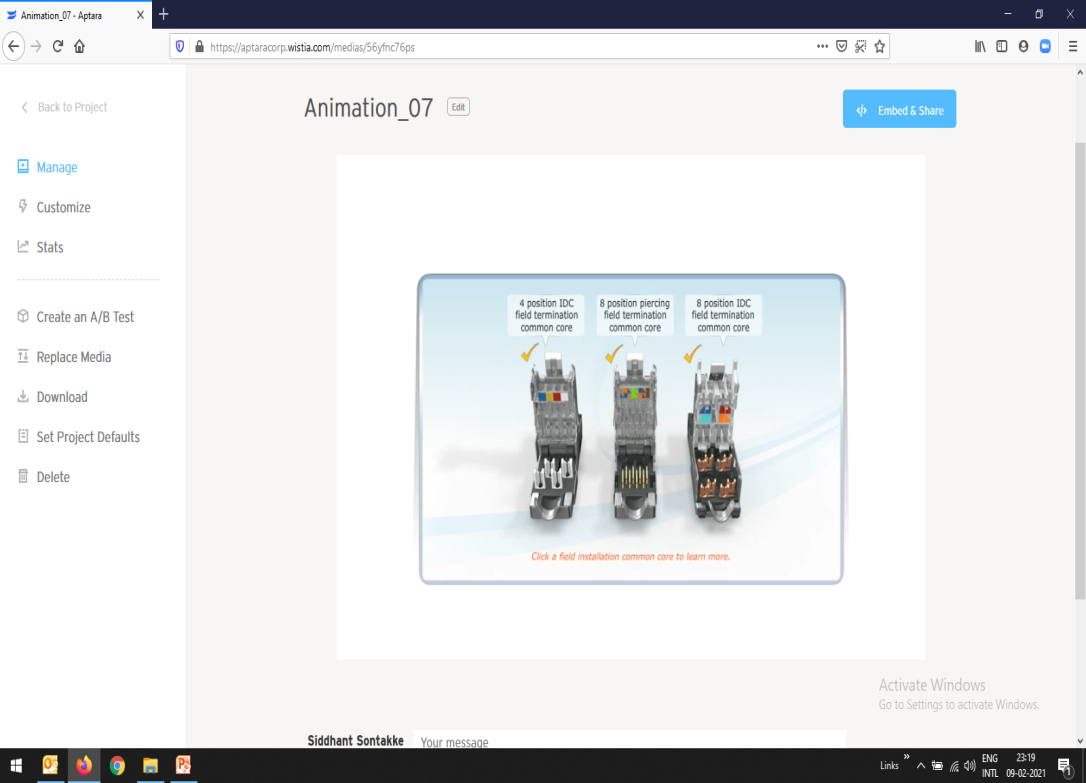 Animation_07 - Aptara
https://aptaracorp.wistia.com/medias/56yfnc76ps
Back to Project
Manage
Customize
Stats
Create an A/B Test
Replace Media
Download
Set Project Defaults
Delete
Animation_07
Edit
Embed & Share
4 position IDC
field termination
common core
8 position piercing
field termination
common core
8 position IDC
field termination
common core
Click a field installation common core to learn more.
Activate Windows
Go to Settings to activate Windows.
Siddhant Sontakke
Your message
Links
ENG
INTL
23:19
09-02-2021
1